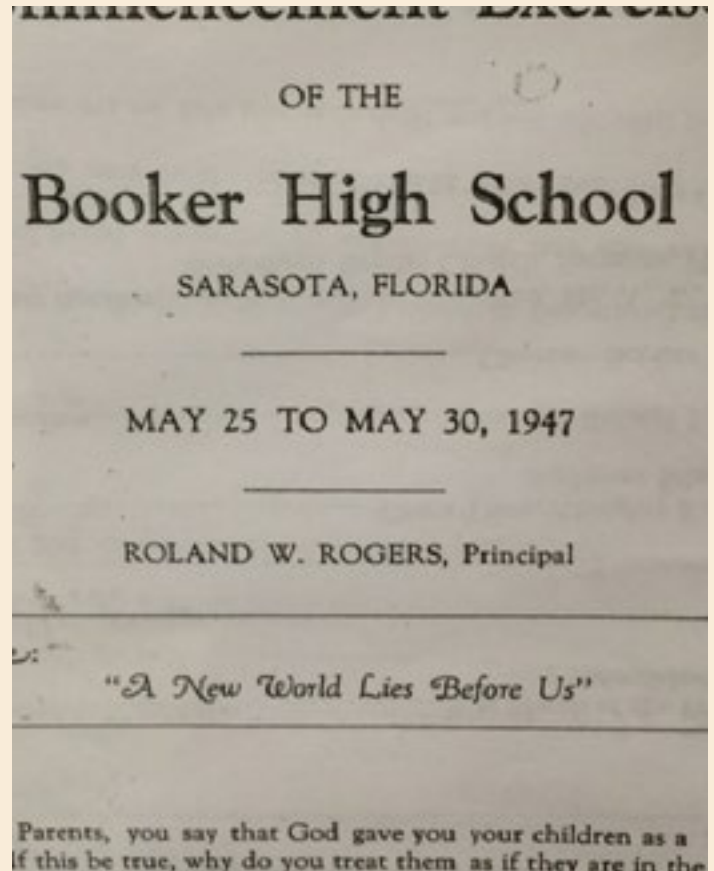 OF THE
Booker High School
SARASOTA, FLORIDA
MAY 25 TO MAY 30, 1947
ROLAND W. ROGERS, Principal
"A New World Lies Before Us"
Parents, you say that God gave you your children as a
If this be true, why do you treat them as if they are in the